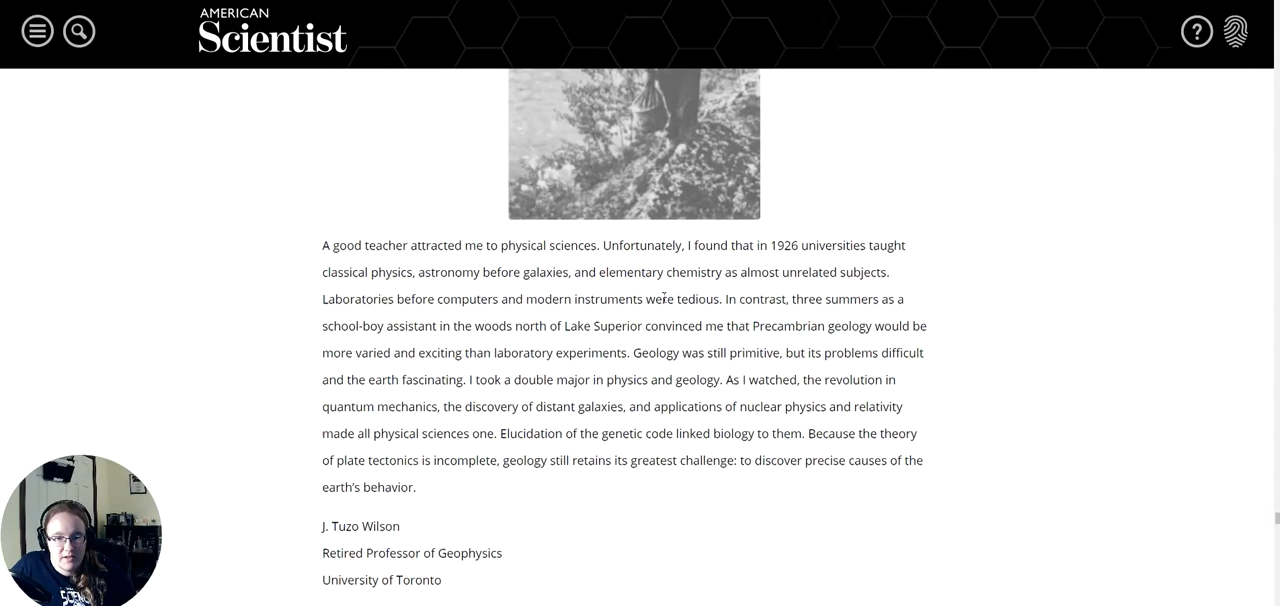 AMERICAN
Scientist
?
A good teacher attracted me to physical sciences. Unfortunately, I found that in 1926 universities taught
classical physics, astronomy before galaxies, and elementary chemistry as almost unrelated subjects.
Laboratories before computers and modern instruments were tedious. In contrast, three summers as a
school-boy assistant in the woods north of Lake Superior convinced me that Precambrian geology would be
more varied and exciting than laboratory experiments. Geology was still primitive, but its problems difficult
and the earth fascinating. I took a double major in physics and geology. As I watched, the revolution in
quantum mechanics, the discovery of distant galaxies, and applications of nuclear physics and relativity
made all physical sciences one. Elucidation of the genetic code linked biology to them. Because the theory
of plate tectonics is incomplete, geology still retains its greatest challenge: to discover precise causes of the
earth’s behavior.
J. Tuzo Wilson
Retired Professor of Geophysics
University of Toronto